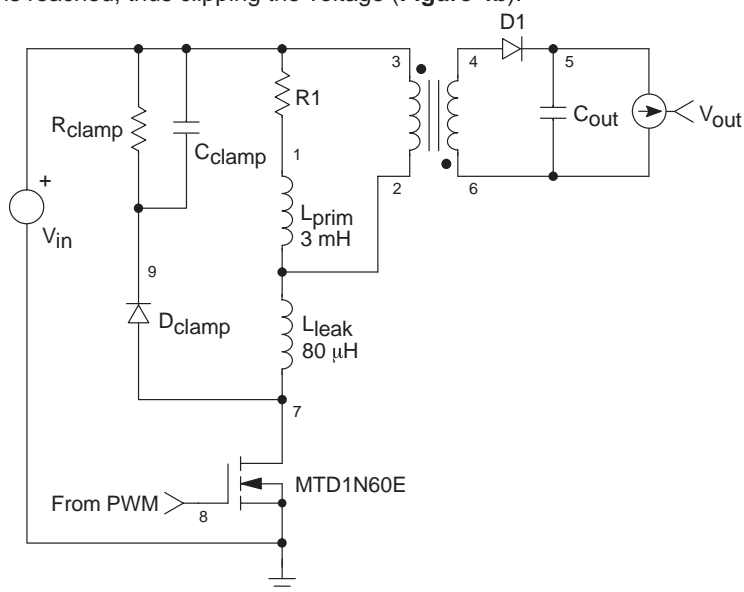 is reached, thus clipping the voltage (Figure 4b).
D1
3
4
5
R1
Rclamp
Cclamp
Cout
Vout
1
2
6
+
Vin
Lprim
3 mH
9
Dclamp
Lleak
80 μH
7
MTD1N60E
From PWM
8